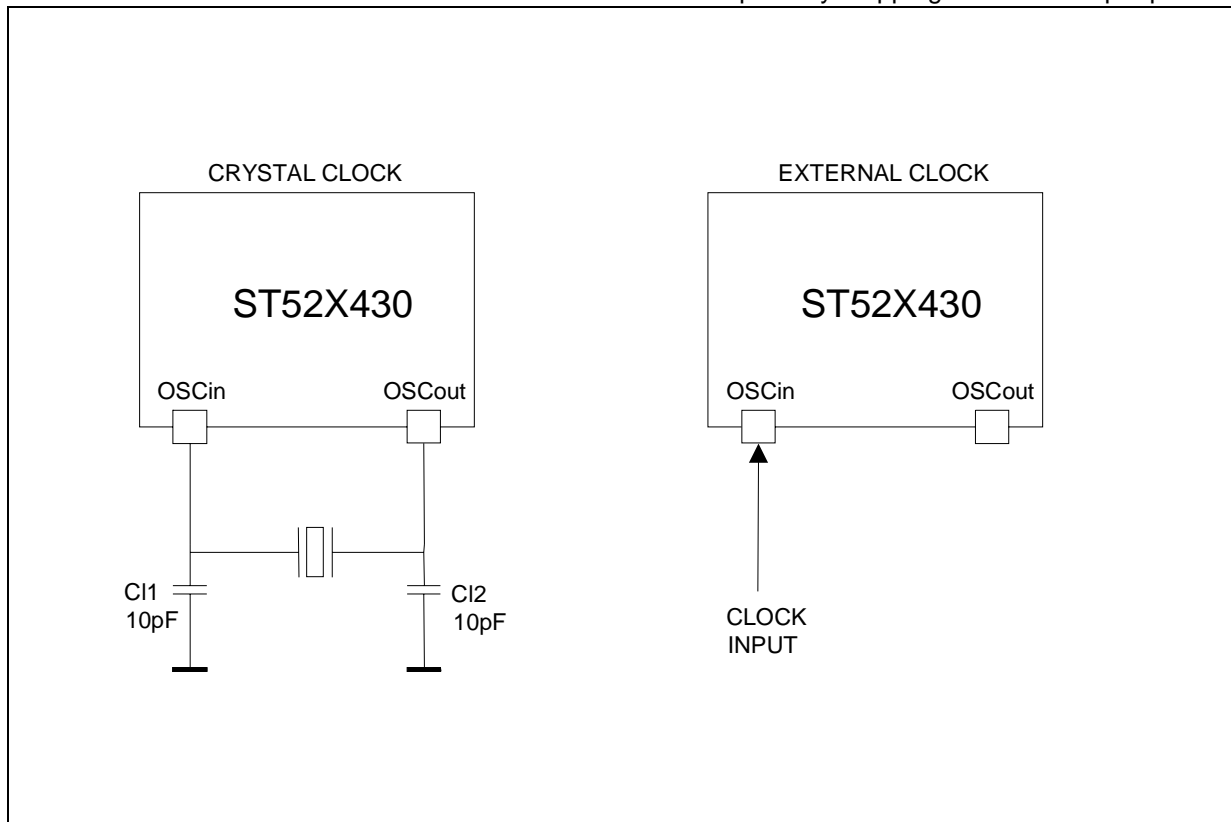 CRYSTAL CLOCK
ST52X430
OSCin
OSCout
Cl1
10pF
Cl2
10pF
EXTERNAL CLOCK
ST52X430
OSCin
OSCout
CLOCK
INPUT